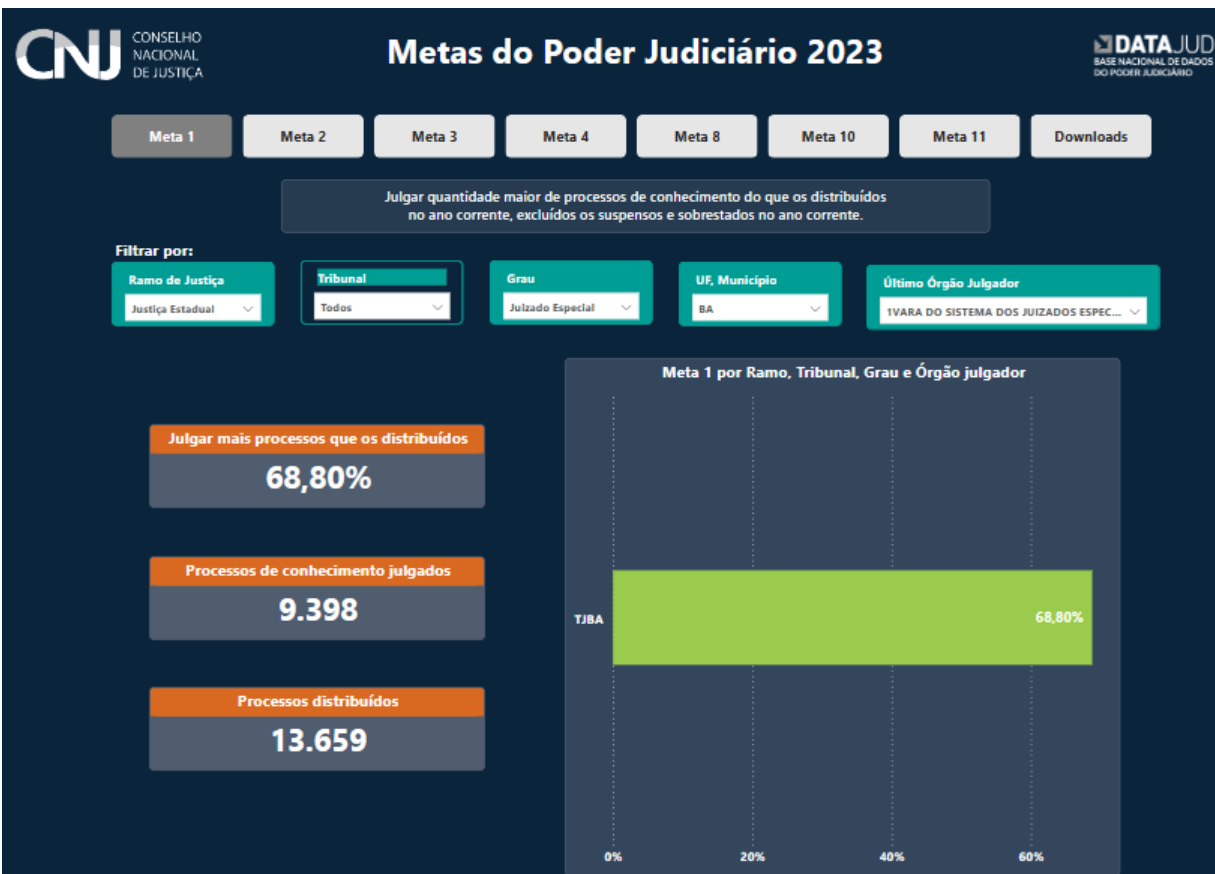 CNJ
CONSELHO
NACIONAL
DE JUSTIÇA
Metas do Poder Judiciário 2023
DATAJUD
BASE NACIONAL DE DADOS
DO PODER JUDICIÁRIO
Meta 1
Meta 2
Meta 3
Meta 4
Meta 8
Meta 10
Meta 11
Downloads
Julgar quantidade maior de processos de conhecimento do que os distribuídos
no ano corrente, excluídos os suspensos e sobrestados no ano corrente.
Filtrar por:
Ramo de Justiça
Justiça Estadual
Tribunal
Todos
Grau
Juizado Especial
UF, Município
BA
Último Órgão Julgador
1VARA DO SISTEMA DOS JUIZADOS ESPEC...
Julgar mais processos que os distribuídos
68,80%
Processos de conhecimento julgados
9.398
Processos distribuídos
13.659
Meta 1 por Ramo, Tribunal, Grau e Órgão julgador
TJBA
68,80%
0%
20%
40%
60%